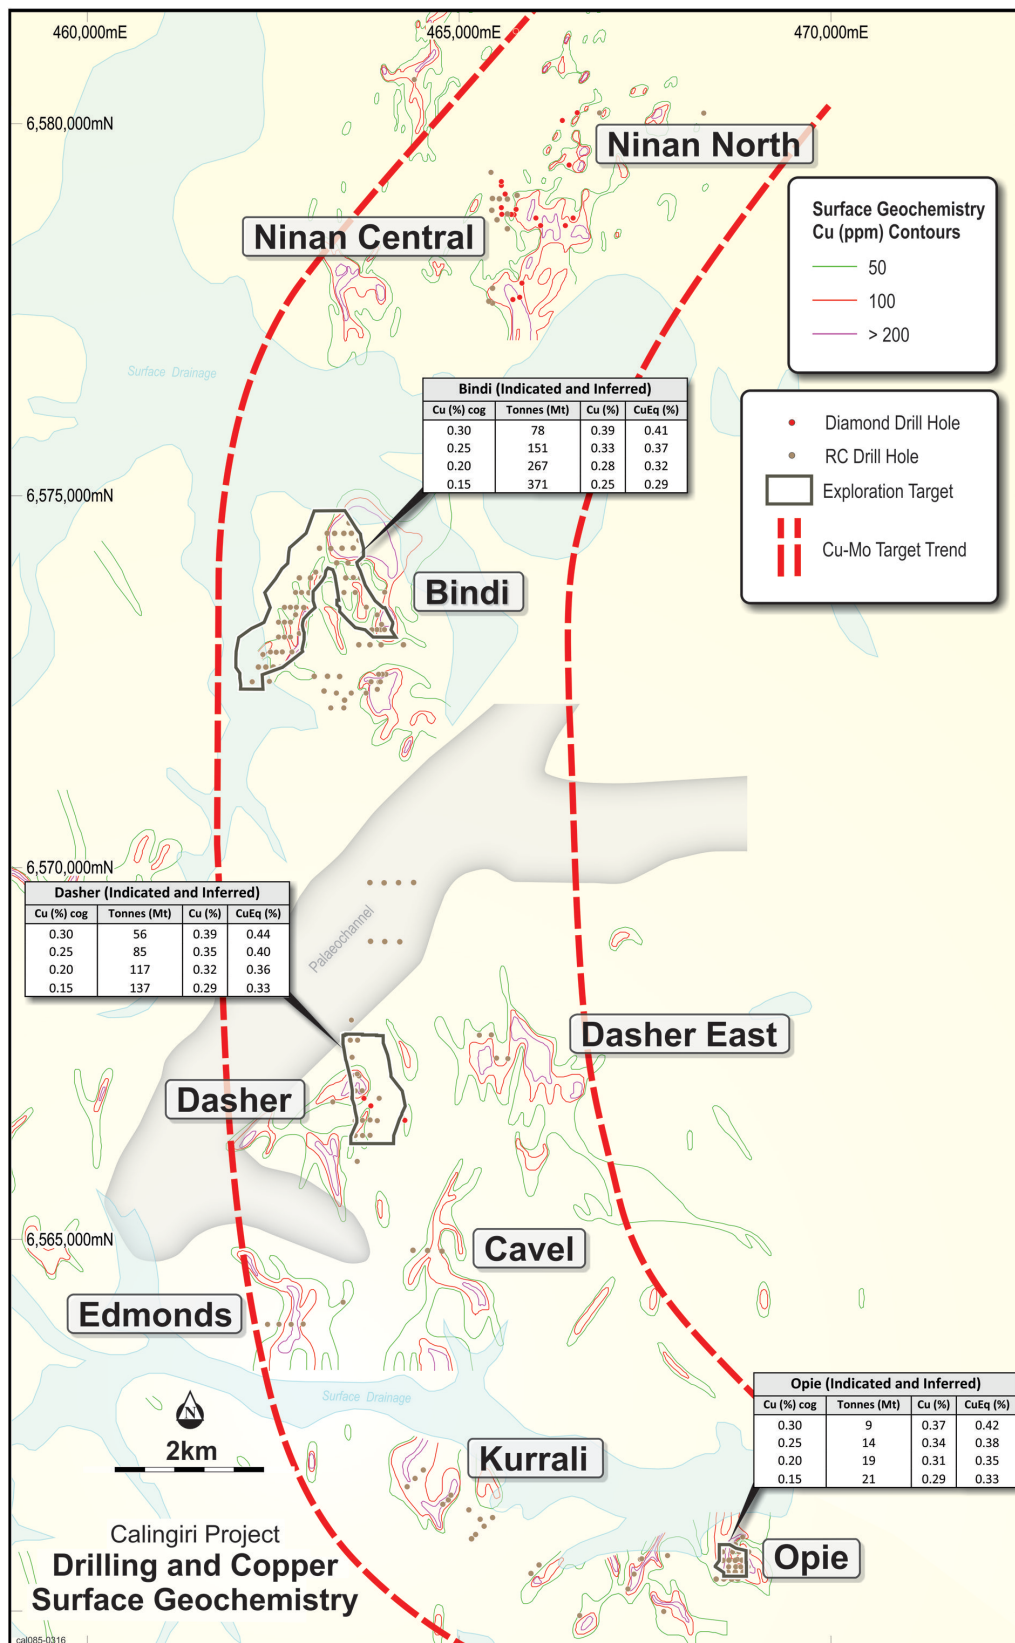 460,000mE 465,000mE 470,000mE
6,580,000mN
Ninan North
Surface Geochemistry
Cu (ppm) Contours
50
100
> 200
Ninan Central
Surface Drainage
Bindi (Indicated and Inferred)
Cu (%) cog Tonnes (Mt) Cu (%) CuEq (%)
0.30 78 0.39 0.41
0.25 151 0.33 0.37
0.20 267 0.28 0.32
0.15 371 0.25 0.29
Diamond Drill Hole
RC Drill Hole
Exploration Target
Cu-Mo Target Trend
6,575,000mN
Bindi
6,570,000mN
Dasher (Indicated and Inferred)
Cu (%) cog Tonnes (Mt) Cu (%) CuEq (%)
0.30 56 0.39 0.44
0.25 85 0.35 0.40
0.20 117 0.32 0.36
0.15 137 0.29 0.33
Palaeochannel
Dasher East
Dasher
6,565,000mN
Cavel
Edmonds
Surface Drainage
Opie (Indicated and Inferred)
Cu (%) cog Tonnes (Mt) Cu (%) CuEq (%)
0.30 9 0.37 0.42
0.25 14 0.34 0.38
0.20 19 0.31 0.35
0.15 21 0.29 0.33
N
2km
Kurrali
Opie
Calingiri Project
Drilling and Copper
Surface Geochemistry
cal085-0316